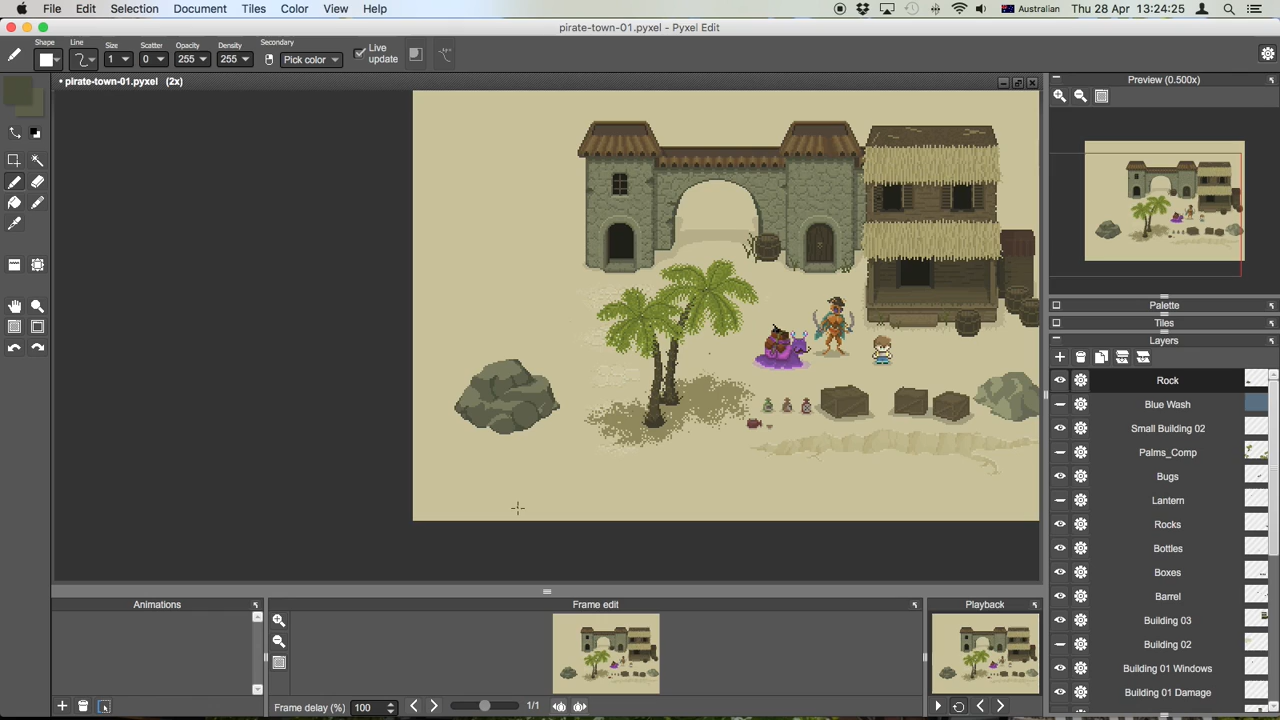 File Edit Selection Document Tiles Color View Help Australian Thu 28 Apr 13:24:25
pirate-town-01.pyxel - Pyxel Edit
Shape Line Size Scatter Opacity Density Secondary
1 0 255 255 Pick color Live update
pirate-town-01.pyxel (2x)
Preview (0.500x)
Palette
Tiles
Layers
Rock
Blue Wash
Small Building 02
Palms_Comp
Bugs
Lantern
Rocks
Bottles
Boxes
Barrel
Building 03
Building 02
Building 01 Windows
Building 01 Damage
Animations
Frame edit
Playback
Frame delay (%) 100 1/1